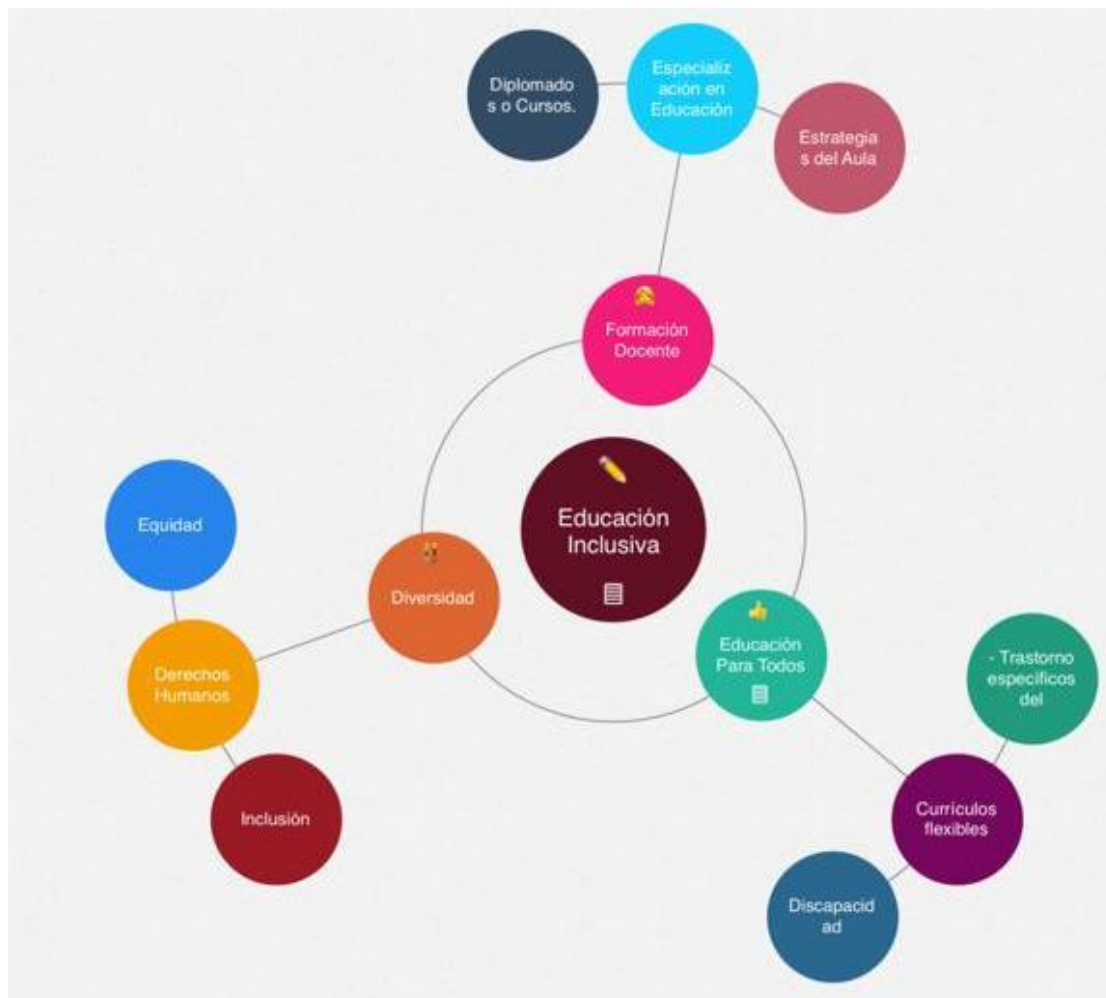 Diplomado
s o Cursos.
Especializ
ación en
Educación
Estrategia
s del Aula
Formación
Docente
Educación
Inclusiva
Equidad
Diversidad
Derechos
Humanos
Inclusión
Educación
Para Todos
- Trastorno
especificos
del
Currículos
flexibles
Discapacid
ad